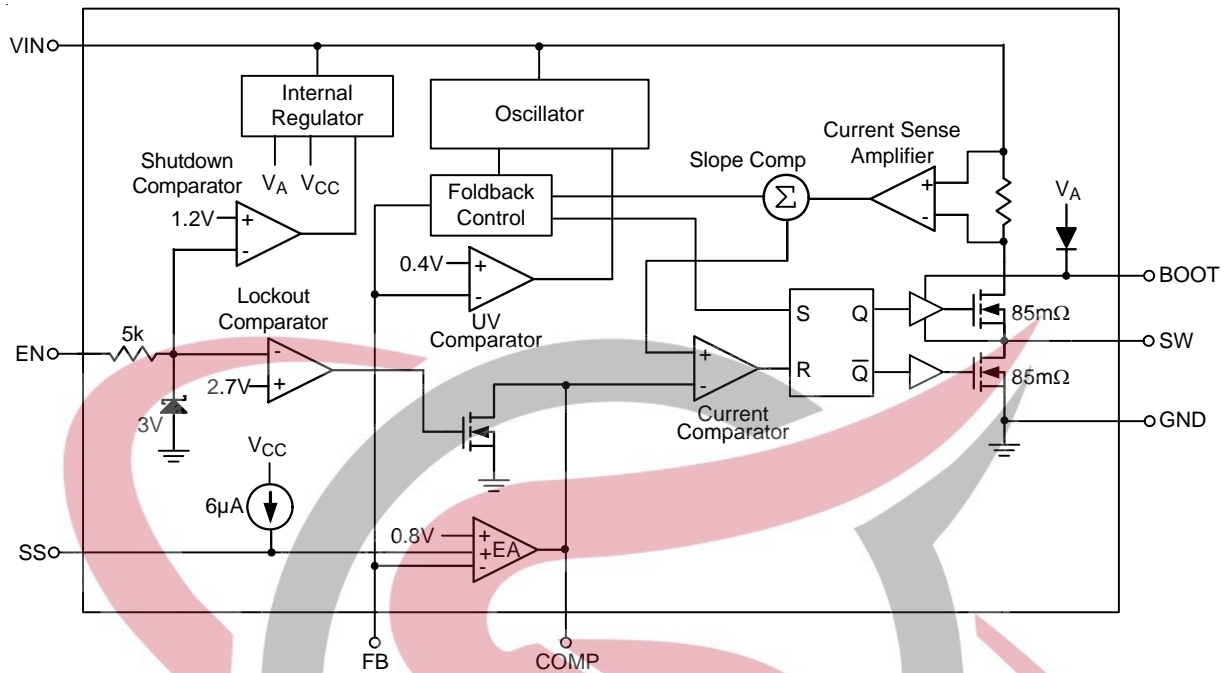 VIN
Internal
Regulator
Oscillator
Current Sense
Amplifier
Shutdown
Comparator
VA VCC
Slope Comp
Foldback
Control
Σ
+
-
VA
1.2V
+
-
0.4V
+
-
BOOT
Lockout
Comparator
UV
Comparator
S
Q
85mΩ
5k
EN
-
+
2.7V
+
-
R
Q̅
SW
85mΩ
3V
Current
Comparator
GND
VCC
6µA
0.8V
+
+
-
EA
SS
FB
COMP